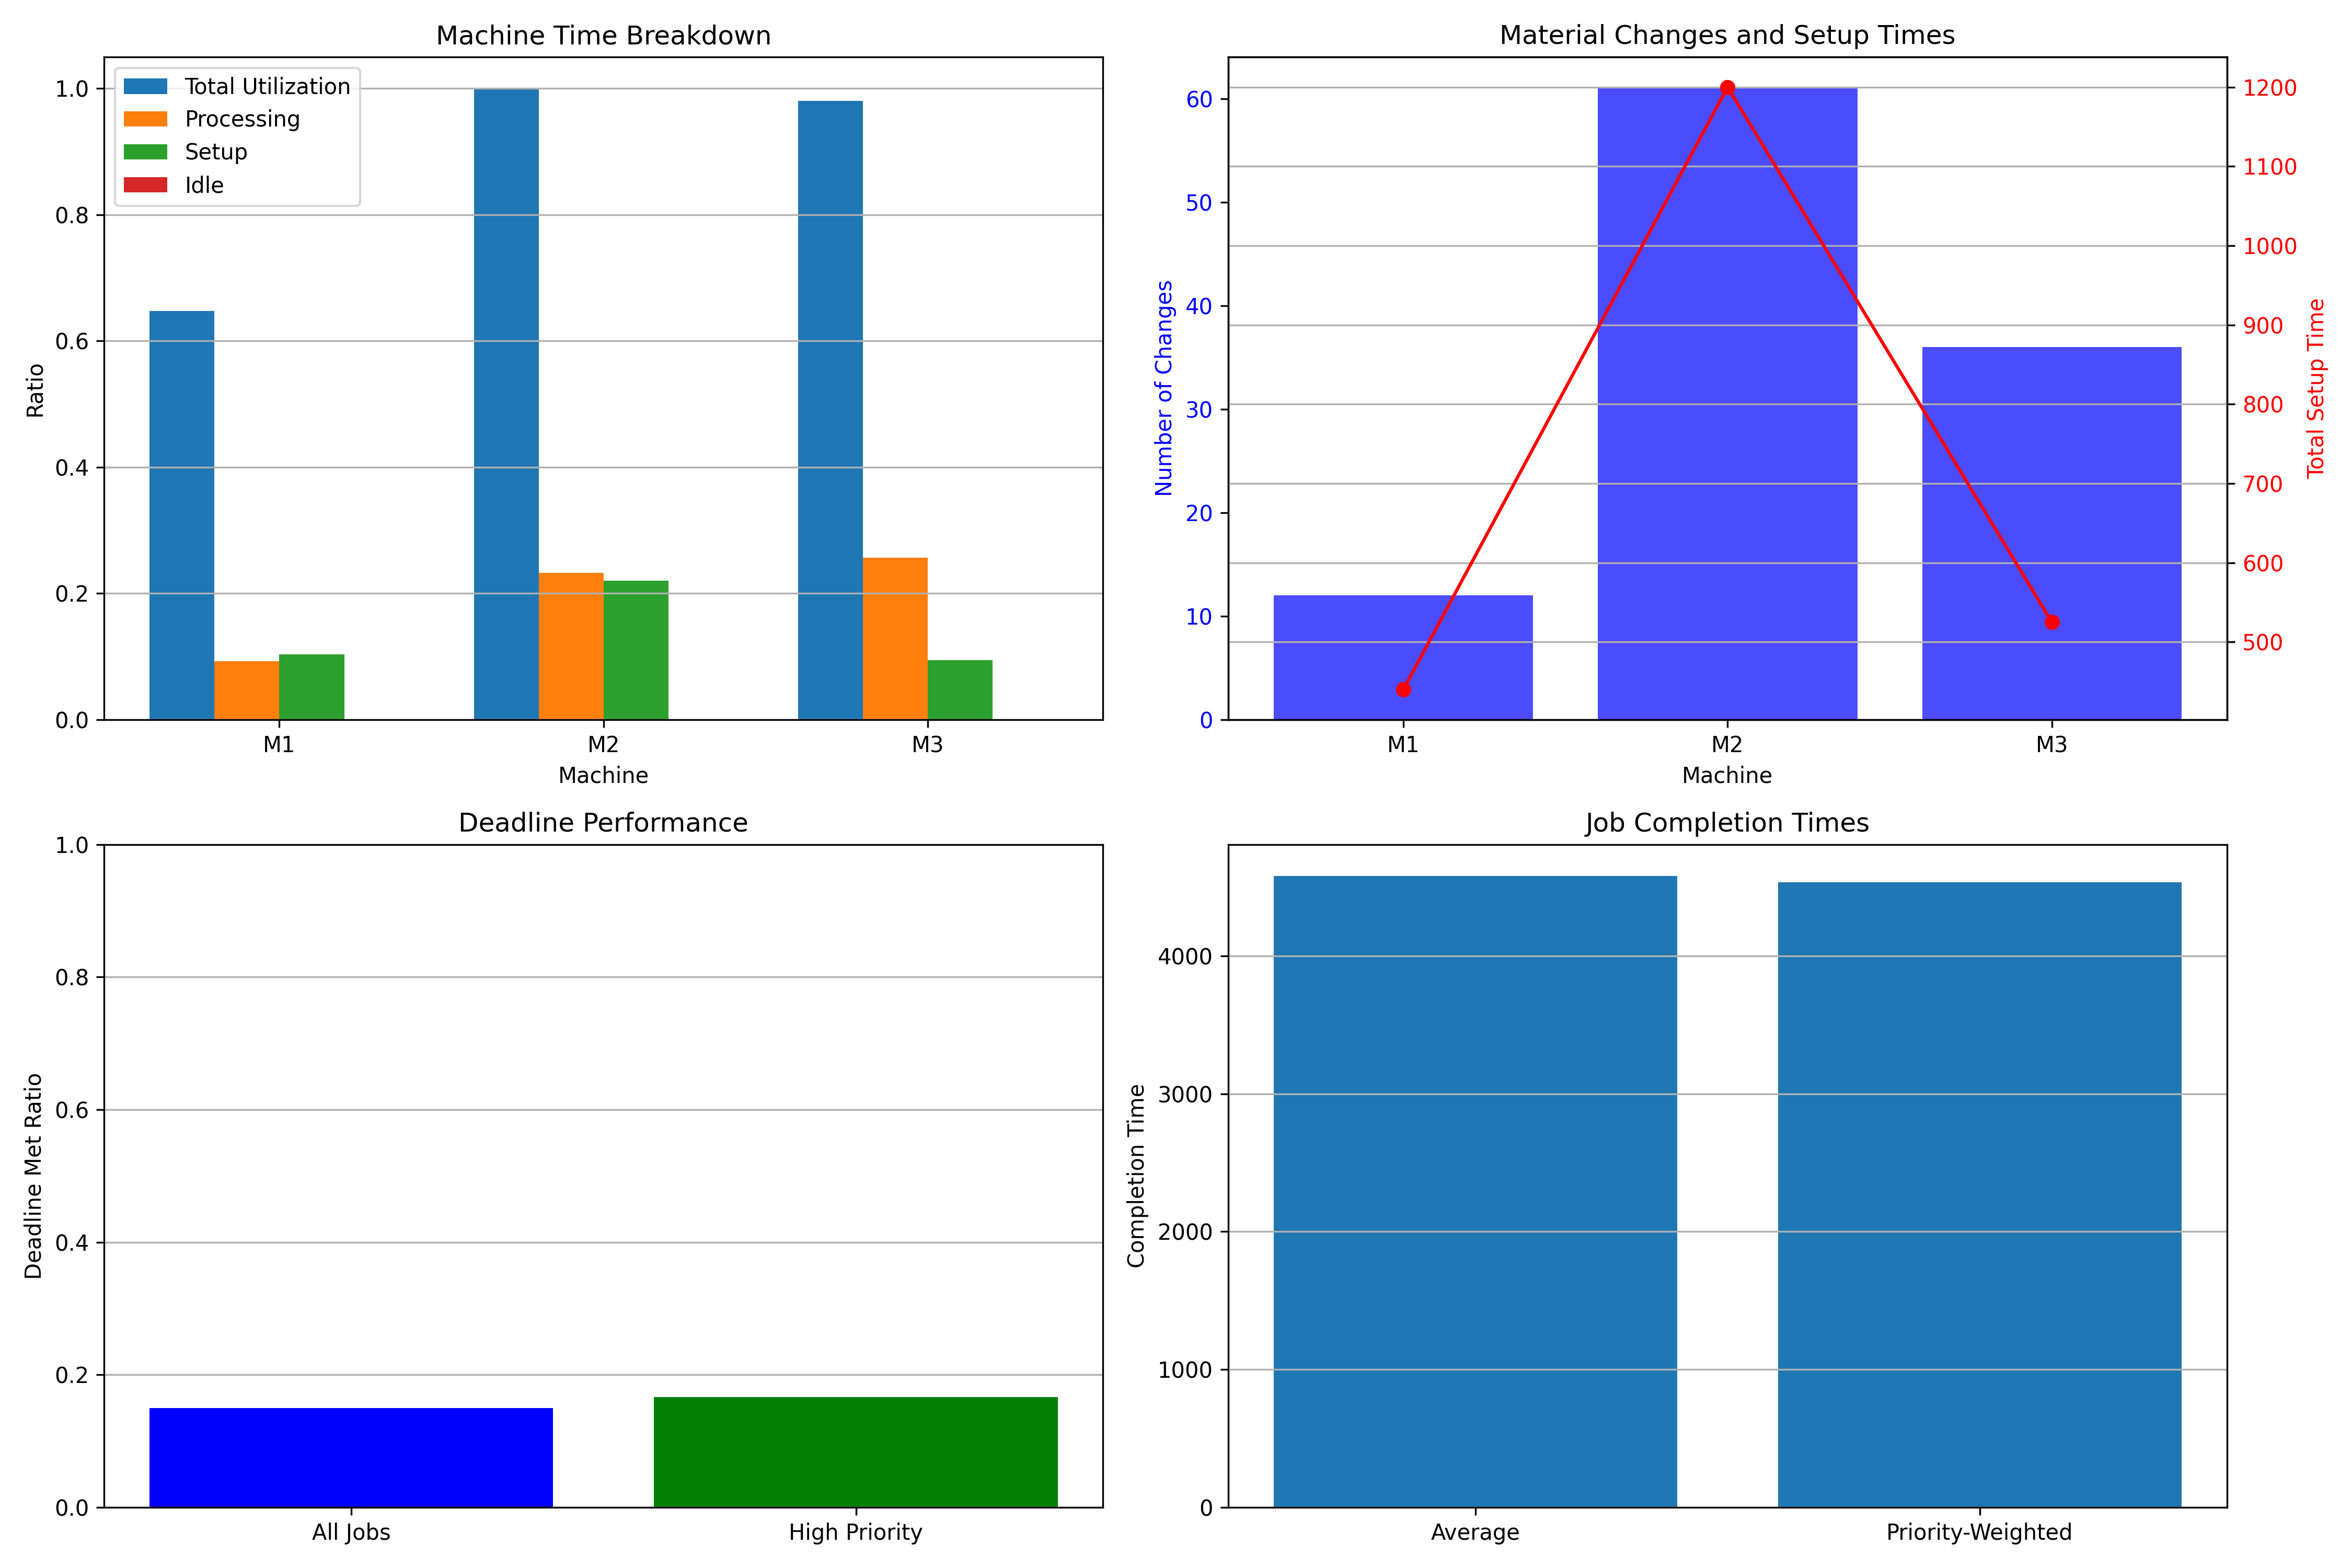 Machine Time Breakdown
Total Utilization
Processing
Setup
Idle
1.0
0.8
0.6
0.4
0.2
0.0
Ratio
M1 M2 M3
Machine
Material Changes and Setup Times
60
50
40
30
20
10
0
Number of Changes
1200
1100
1000
900
800
700
600
500
Total Setup Time
M1 M2 M3
Machine
Deadline Performance
1.0
0.8
0.6
0.4
0.2
0.0
Deadline Met Ratio
All Jobs High Priority
Job Completion Times
4000
3000
2000
1000
0
Completion Time
Average Priority-Weighted